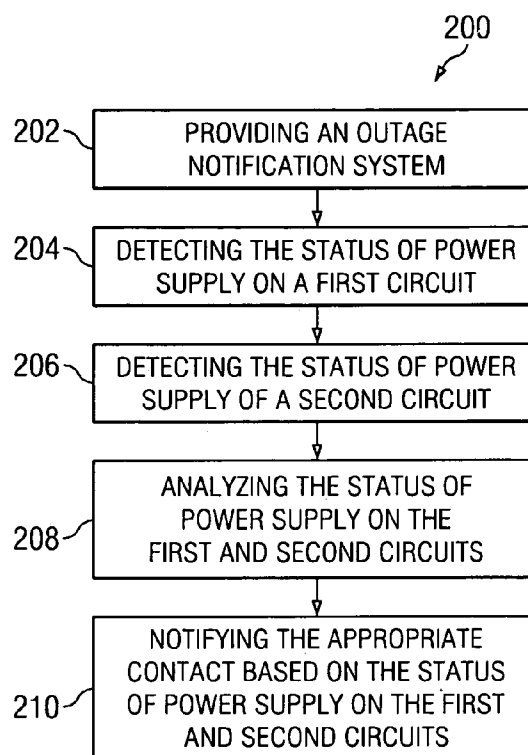 200
202
PROVIDING AN OUTAGE
NOTIFICATION SYSTEM
204
DETECTING THE STATUS OF POWER
SUPPLY ON A FIRST CIRCUIT
206
DETECTING THE STATUS OF POWER
SUPPLY OF A SECOND CIRCUIT
208
ANALYZING THE STATUS OF
POWER SUPPLY ON THE
FIRST AND SECOND CIRCUITS
210
NOTIFYING THE APPROPRIATE
CONTACT BASED ON THE STATUS
OF POWER SUPPLY ON THE FIRST
AND SECOND CIRCUITS